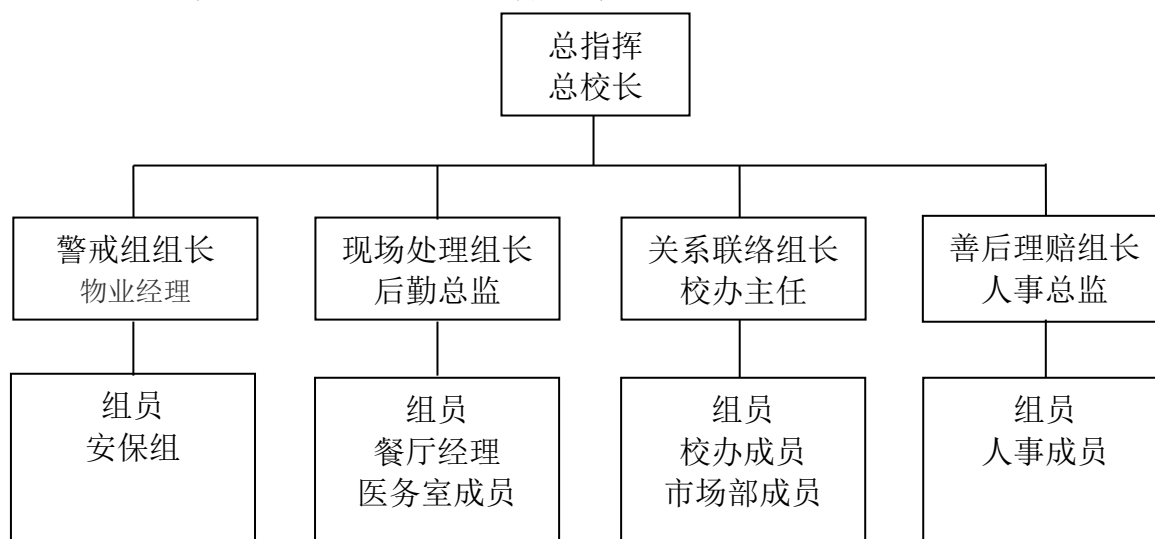 总指挥
总校长
警戒组组长
物业经理
现场处理组长
后勤总监
关系联络组长
校办主任
善后理赔组长
人事总监
组员
安保组
组员
餐厅经理
医务室成员
组员
校办成员
市场部成员
组员
人事成员